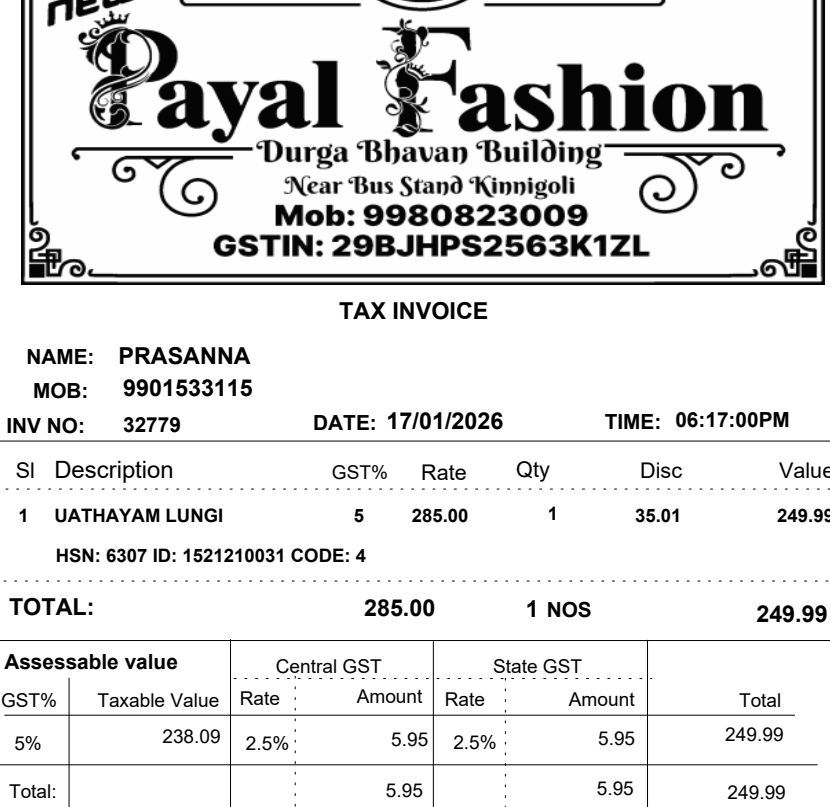 new
Payal Fashion
Durga Bhavan Building
Near Bus Stand Kinnigoli
Mob: 9980823009
GSTIN: 29BJHPS2563K1ZL
TAX INVOICE
NAME: PRASANNA
MOB: 9901533115
INV NO: 32779 DATE: 17/01/2026 TIME: 06:17:00PM
Sl Description GST% Rate Qty Disc Value
1 UATHAYAM LUNGI 5 285.00 1 35.01 249.99
HSN: 6307 ID: 1521210031 CODE: 4
TOTAL: 285.00 1 NOS 249.99
Assessable value Central GST State GST
GST% Taxable Value Rate Amount Rate Amount Total
5% 238.09 2.5% 5.95 2.5% 5.95 249.99
Total: 5.95 5.95 249.99